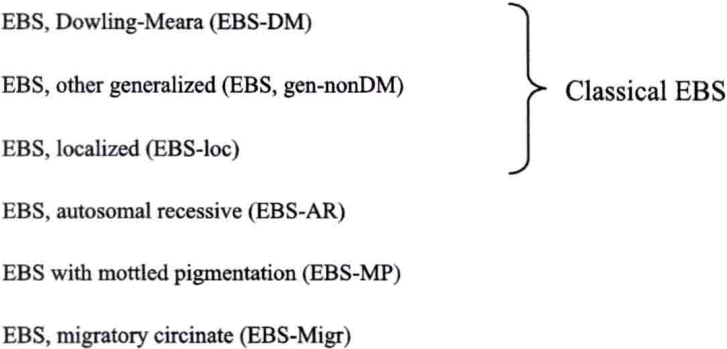 EBS, Dowling-Meara (EBS-DM)
EBS, other generalized (EBS, gen-nonDM)
Classical EBS
EBS, localized (EBS-loc)
EBS, autosomal recessive (EBS-AR)
EBS with mottled pigmentation (EBS-MP)
EBS, migratory circinate (EBS-Migr)